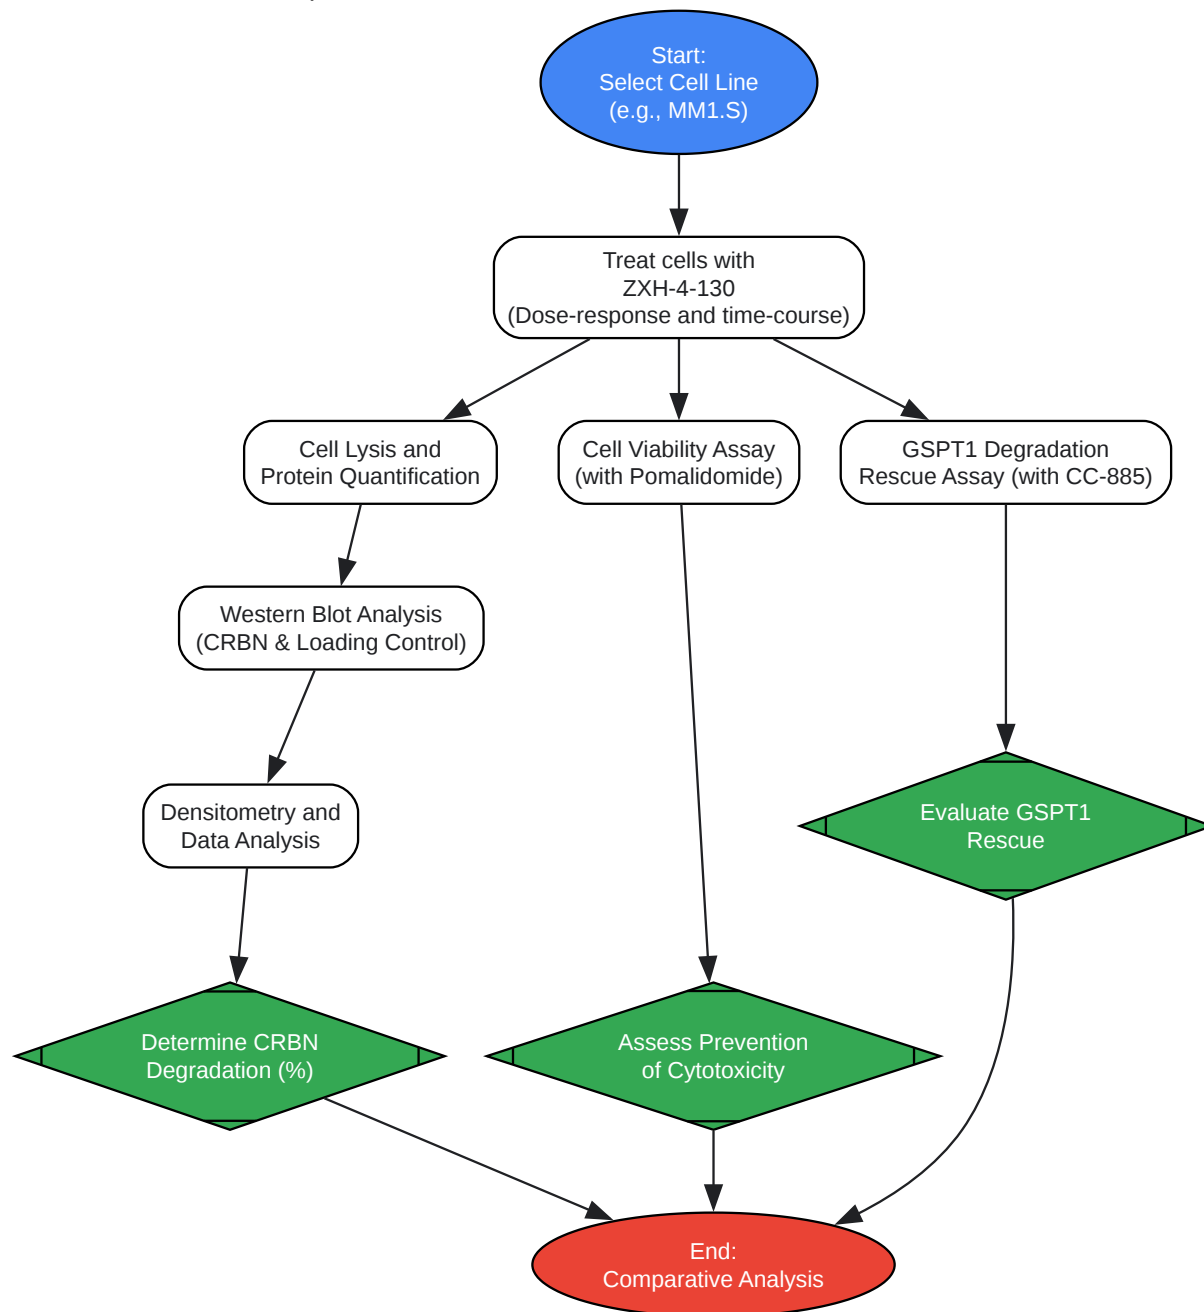 Start:
Select Cell Line
(e.g., MM1.S)
Treat cells with
ZXH-4-130
(Dose-response and time-course)
Cell Lysis and
Protein Quantification
Cell Viability Assay
(with Pomalidomide)
GSPT1 Degradation
Rescue Assay (with CC-885)
Western Blot Analysis
(CRBN & Loading Control)
Densitometry and
Data Analysis
Evaluate GSPT1
Rescue
Determine CRBN
Degradation (%)
Assess Prevention
of Cytotoxicity
End:
Comparative Analysis